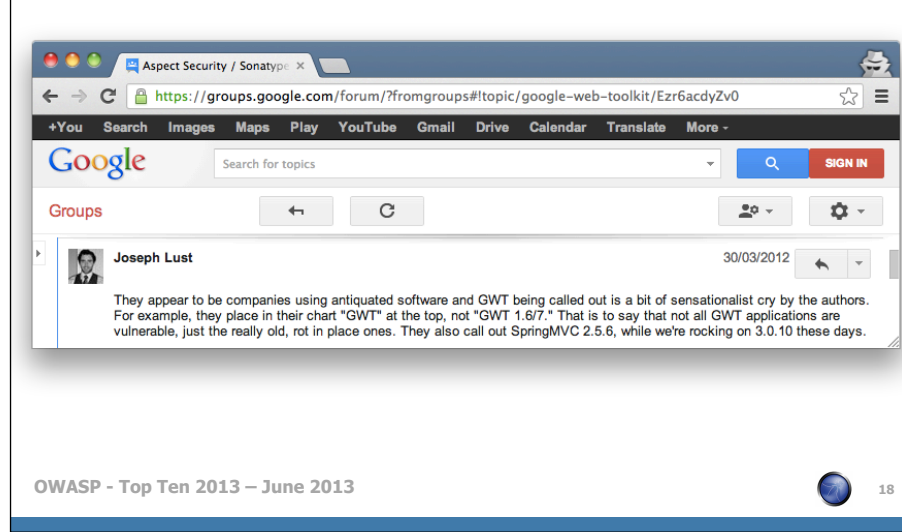 Aspect Security / Sonatype
https://groups.google.com/forum/?fromgroups#!topic/google-web-toolkit/Ezr6acdyZv0
+You Search Images Maps Play YouTube Gmail Drive Calendar Translate More
Google
Search for topics
SIGN IN
Groups
Joseph Lust
30/03/2012
They appear to be companies using antiquated software and GWT being called out is a bit of sensationalist cry by the authors.
For example, they place in their chart "GWT" at the top, not "GWT 1.6/7." That is to say that not all GWT applications are
vulnerable, just the really old, rot in place ones. They also call out SpringMVC 2.5.6, while we're rocking on 3.0.10 these days.
OWASP - Top Ten 2013 – June 2013
18